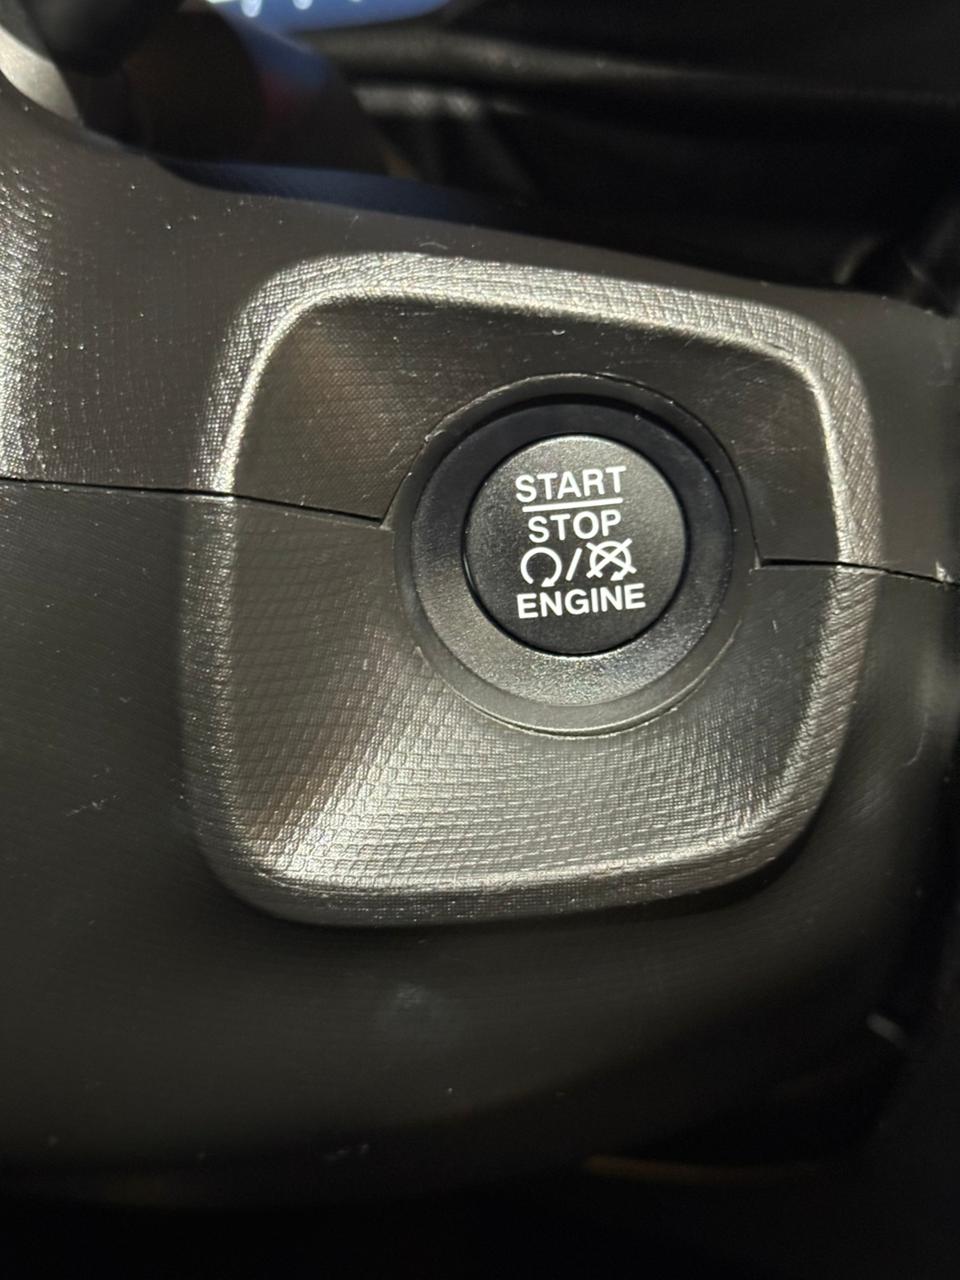 START
STOP
/
ENGINE